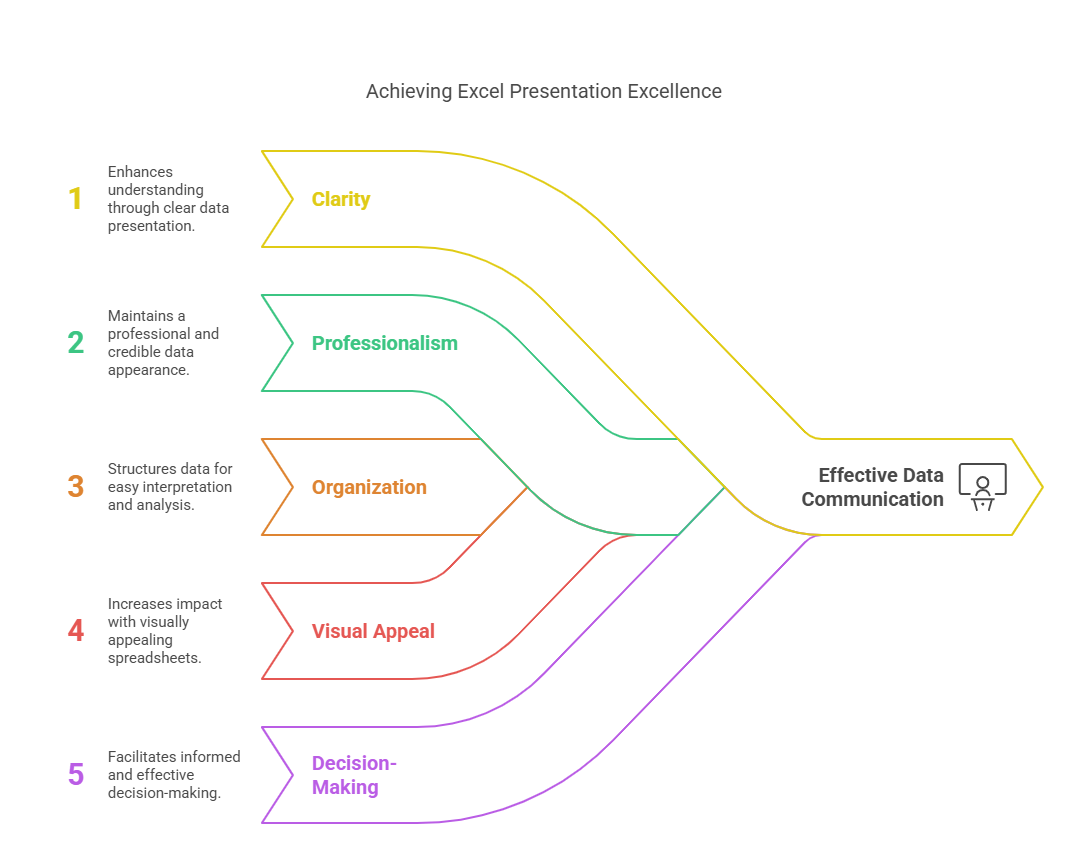 Achieving Excel Presentation Excellence
1
Enhances
understanding
through clear data
presentation.
Clarity
2
Maintains a
professional and
credible data
appearance.
Professionalism
3
Structures data for
easy interpretation
and analysis.
Organization
Effective Data
Communication
4
Increases impact
with visually
appealing
spreadsheets.
Visual Appeal
5
Facilitates informed
and effective
decision-making.
Decision-
Making